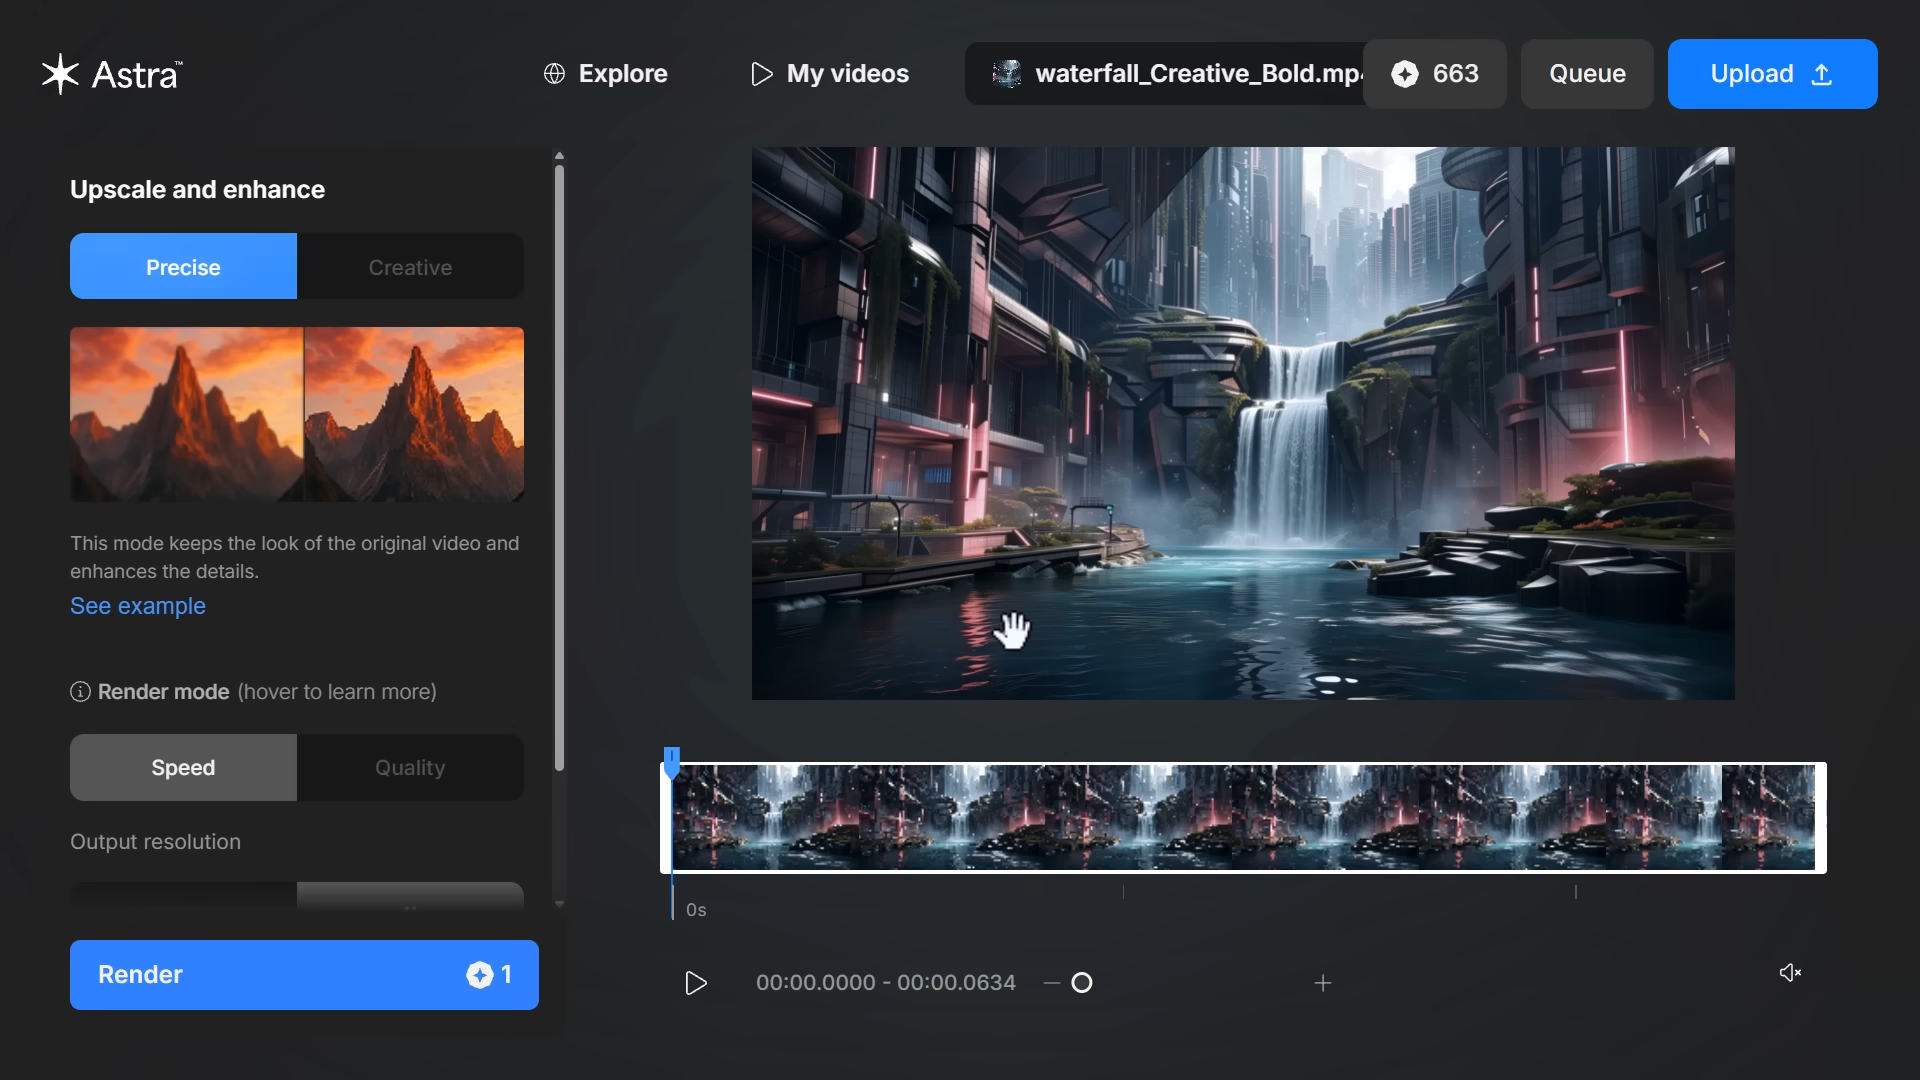 Astra™
Explore
My videos
waterfall_Creative_Bold.mp4
663
Queue
Upload
Upscale and enhance
Precise
Creative
This mode keeps the look of the original video and
enhances the details.
See example
Render mode (hover to learn more)
Speed
Quality
Output resolution
Render
1
0s
00:00.0000 - 00:00.0634